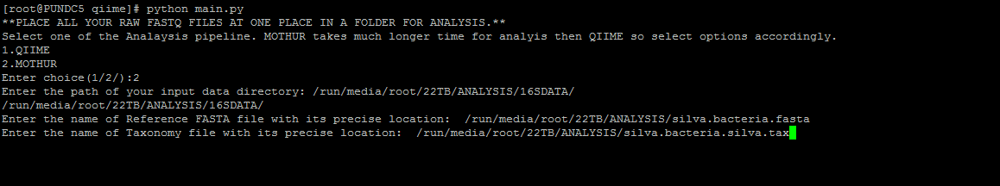 [root@PUNDC5 qiime]# python main.py
**PLACE ALL YOUR RAW FASTQ FILES AT ONE PLACE IN A FOLDER FOR ANALYSIS.**
Select one of the Analaysis pipeline. MOTHUR takes much longer time for analyis then QIIME so select options accordingly.
1.QIIME
2.MOTHUR
Enter choice(1/2/):2
Enter the path of your input data directory: /run/media/root/22TB/ANALYSIS/16SDATA/
/run/media/root/22TB/ANALYSIS/16SDATA/
Enter the name of Reference FASTA file with its precise location:  /run/media/root/22TB/ANALYSIS/silva.bacteria.fasta
Enter the name of Taxonomy file with its precise location:  /run/media/root/22TB/ANALYSIS/silva.bacteria.silva.tax